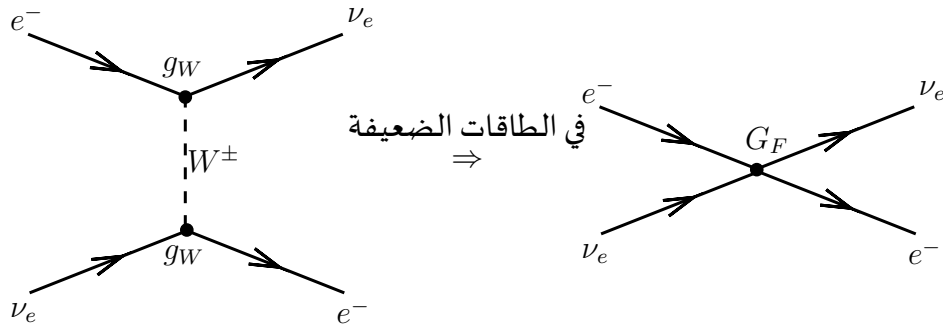 e⁻ ν_e
g_W
W^±
g_W
ν_e e⁻
في الطاقات الضعيفة
⇒
e⁻ ν_e
G_F
ν_e e⁻